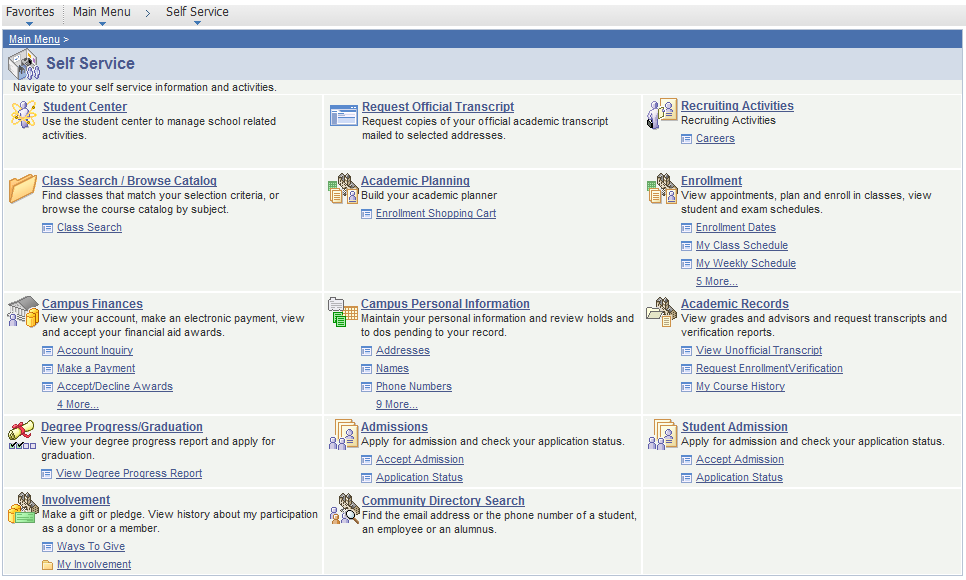 Favorites Main Menu > Self Service
Main Menu >
Self Service
Navigate to your self service information and activities.
Student Center
Use the student center to manage school related
activities.
Request Official Transcript
Request copies of your official academic transcript
mailed to selected addresses.
Recruiting Activities
Recruiting Activities
Careers
Class Search / Browse Catalog
Find classes that match your selection criteria, or
browse the course catalog by subject.
Class Search
Academic Planning
Build your academic planner
Enrollment Shopping Cart
Enrollment
View appointments, plan and enroll in classes, view
student and exam schedules.
Enrollment Dates
My Class Schedule
My Weekly Schedule
5 More...
Campus Finances
View your account, make an electronic payment, view
and accept your financial aid awards.
Account Inquiry
Make a Payment
Accept/Decline Awards
4 More...
Campus Personal Information
Maintain your personal information and review holds and
to dos pending to your record.
Addresses
Names
Phone Numbers
9 More...
Academic Records
View grades and advisors and request transcripts and
verification reports.
View Unofficial Transcript
Request EnrollmentVerification
My Course History
Degree Progress/Graduation
View your degree progress report and apply for
graduation.
View Degree Progress Report
Admissions
Apply for admission and check your application status.
Accept Admission
Application Status
Student Admission
Apply for admission and check your application status.
Accept Admission
Application Status
Involvement
Make a gift or pledge. View history about my participation
as a donor or a member.
Ways To Give
My Involvement
Community Directory Search
Find the email address or the phone number of a student,
an employee or an alumnus.